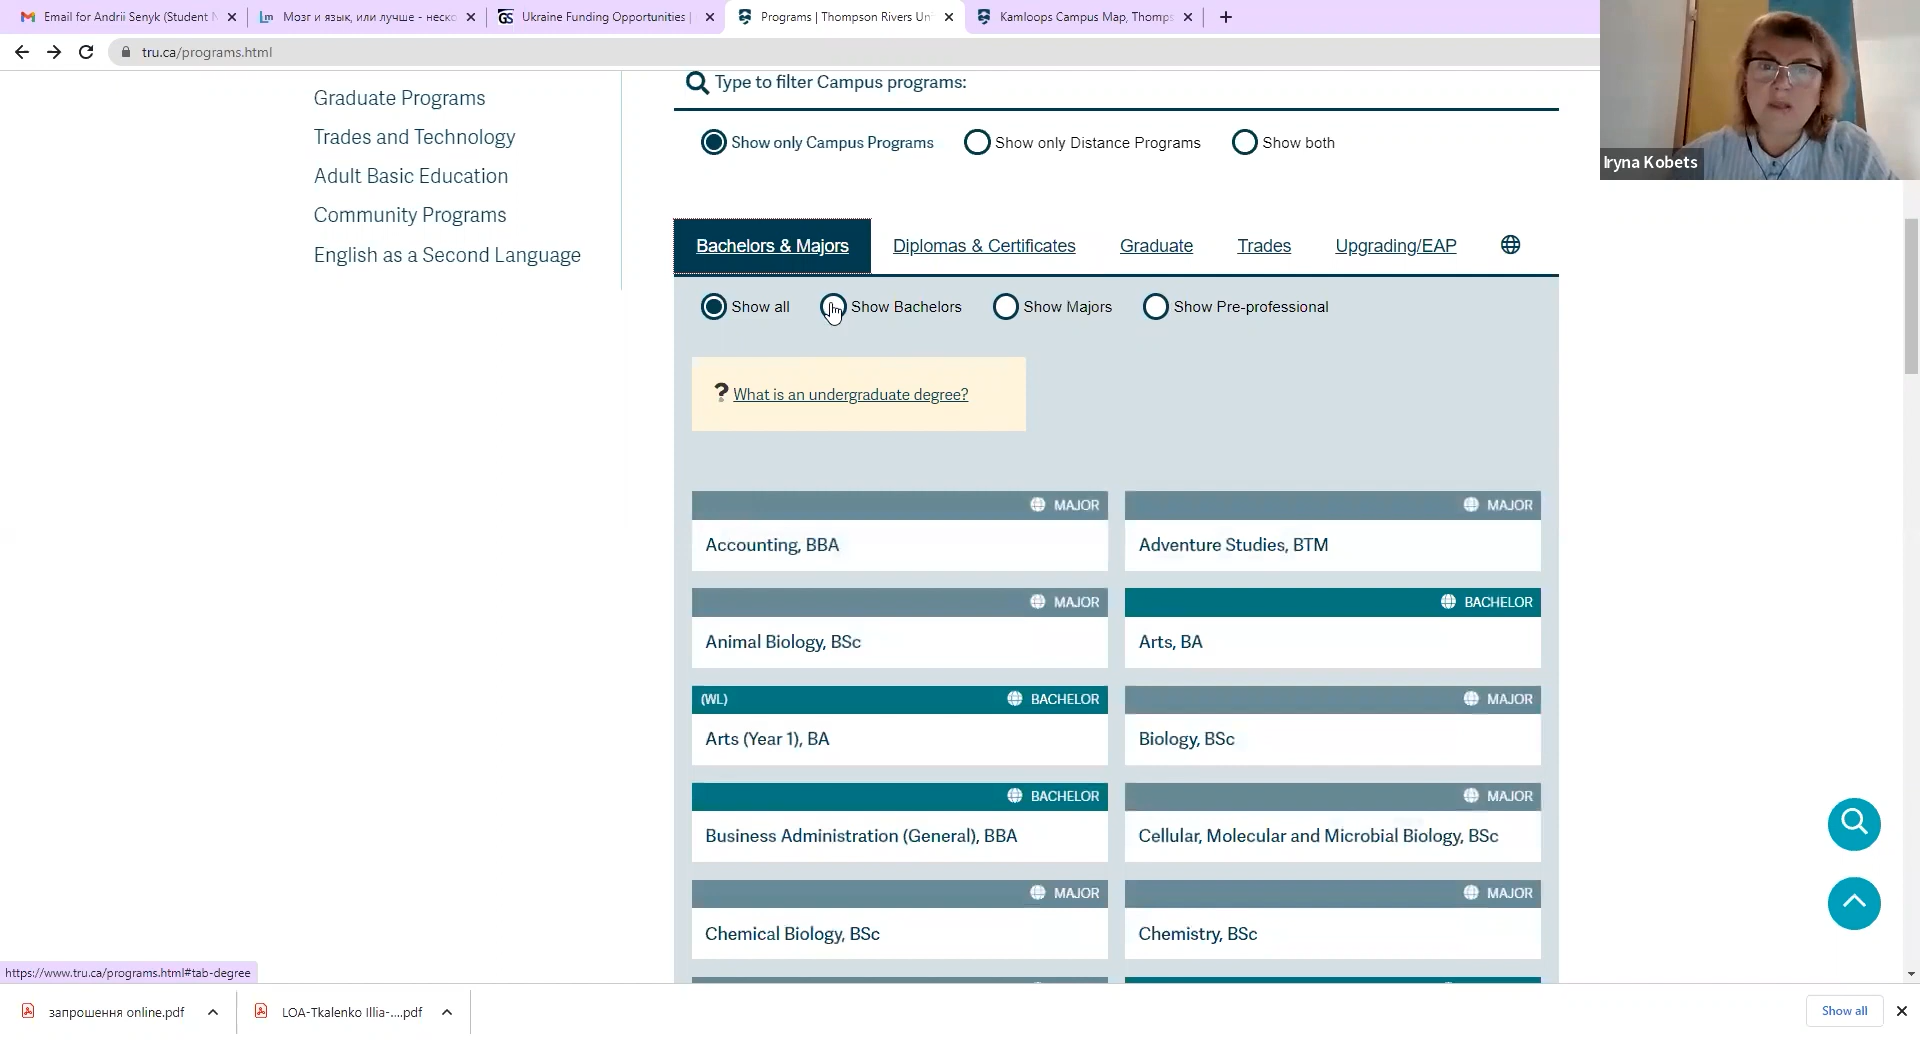 Email for Andrii Senyk (Student N
Мозг и язык, или лучше - неско
Ukraine Funding Opportunities |
Programs | Thompson Rivers Un
Kamloops Campus Map, Thomps
tru.ca/programs.html
Iryna Kobets
Graduate Programs
Trades and Technology
Adult Basic Education
Community Programs
English as a Second Language
Type to filter Campus programs:
Show only Campus Programs Show only Distance Programs Show both
Bachelors & Majors Diplomas & Certificates Graduate Trades Upgrading/EAP
Show all Show Bachelors Show Majors Show Pre-professional
? What is an undergraduate degree?
MAJOR
Accounting, BBA
MAJOR
Adventure Studies, BTM
MAJOR
Animal Biology, BSc
BACHELOR
Arts, BA
(WL) BACHELOR
Arts (Year 1), BA
MAJOR
Biology, BSc
BACHELOR
Business Administration (General), BBA
MAJOR
Cellular, Molecular and Microbial Biology, BSc
MAJOR
Chemical Biology, BSc
MAJOR
Chemistry, BSc
https://www.tru.ca/programs.html#tab-degree
запрошення online.pdf
LOA-Tkalenko Illia-....pdf
Show all